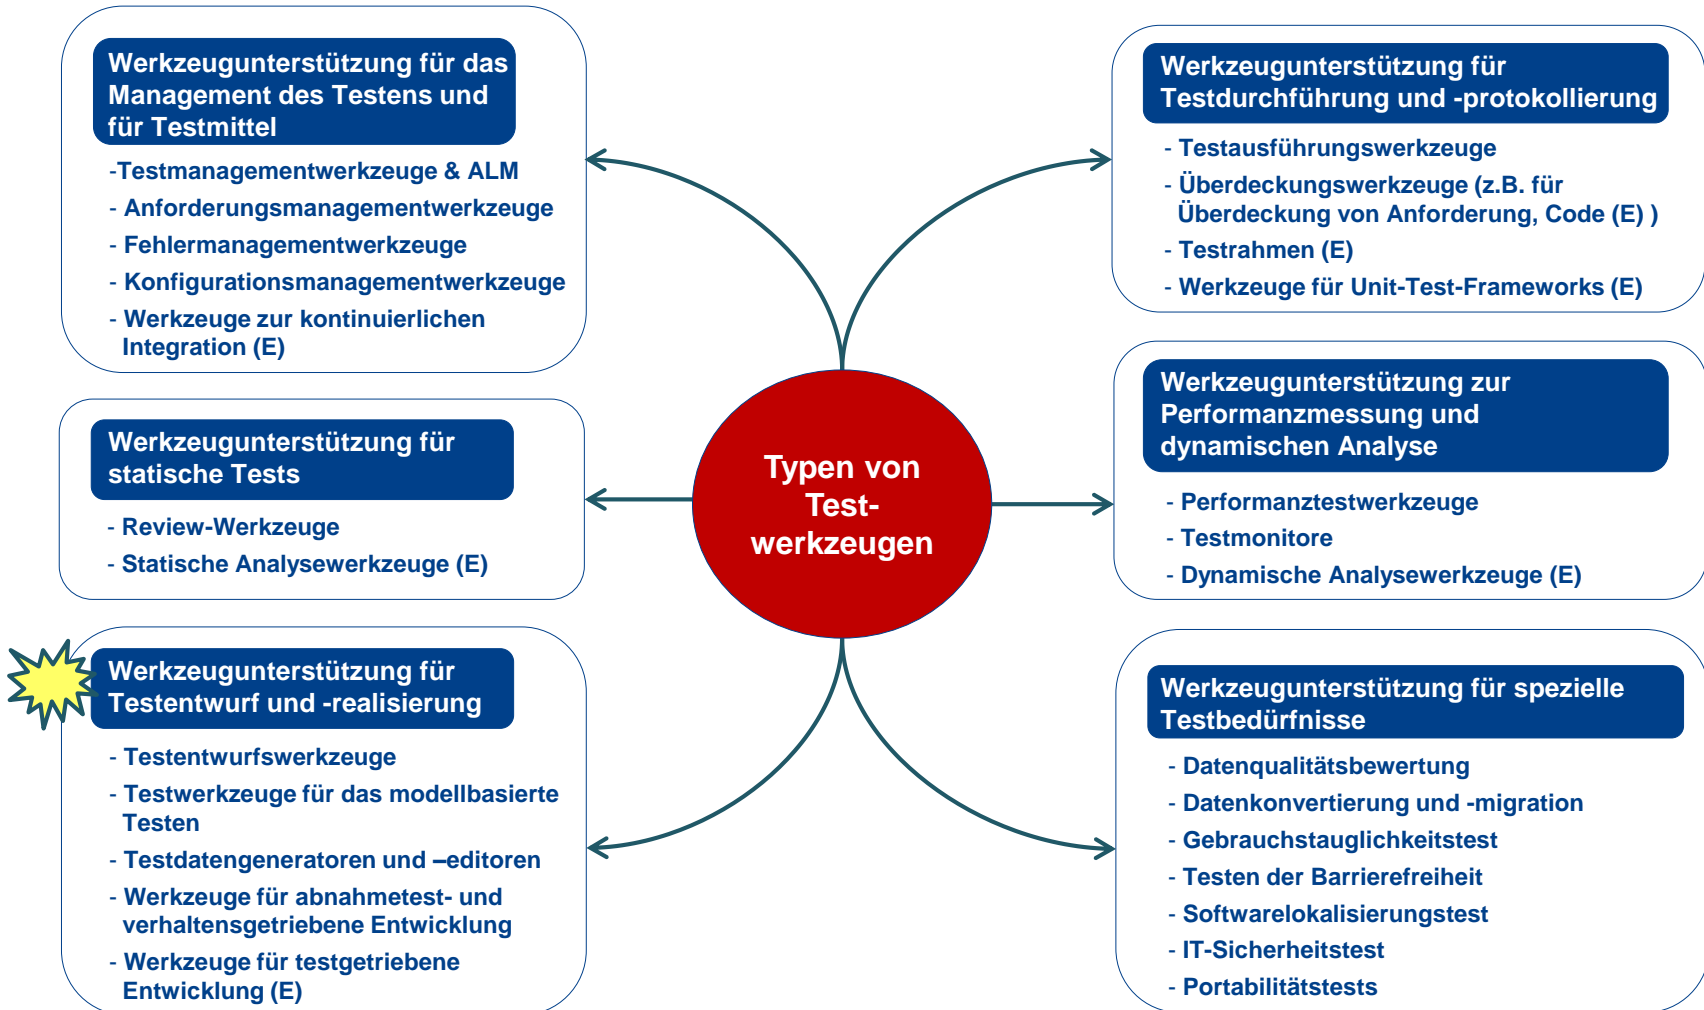 Werkzeugunterstützung für das
Management des Testens und
für Testmittel
-Testmanagementwerkzeuge & ALM
- Anforderungsmanagementwerkzeuge
- Fehlermanagementwerkzeuge
- Konfigurationsmanagementwerkzeuge
- Werkzeuge zur kontinuierlichen
Integration (E)
Werkzeugunterstützung für
statische Tests
- Review-Werkzeuge
- Statische Analysewerkzeuge (E)
Werkzeugunterstützung für
Testentwurf und -realisierung
- Testentwurfswerkzeuge
- Testwerkzeuge für das modellbasierte
Testen
- Testdatengeneratoren und –editoren
- Werkzeuge für abnahmetest- und
verhaltensgetriebene Entwicklung
- Werkzeuge für testgetriebene
Entwicklung (E)
Typen von
Test-
werkzeugen
Werkzeugunterstützung für
Testdurchführung und -protokollierung
- Testausführungswerkzeuge
- Überdeckungswerkzeuge (z.B. für
Überdeckung von Anforderung, Code (E) )
- Testrahmen (E)
- Werkzeuge für Unit-Test-Frameworks (E)
Werkzeugunterstützung zur
Performanzmessung und
dynamischen Analyse
- Performanztestwerkzeuge
- Testmonitore
- Dynamische Analysewerkzeuge (E)
Werkzeugunterstützung für spezielle
Testbedürfnisse
- Datenqualitätsbewertung
- Datenkonvertierung und -migration
- Gebrauchstauglichkeitstest
- Testen der Barrierefreiheit
- Softwarelokalisierungstest
- IT-Sicherheitstest
- Portabilitätstests